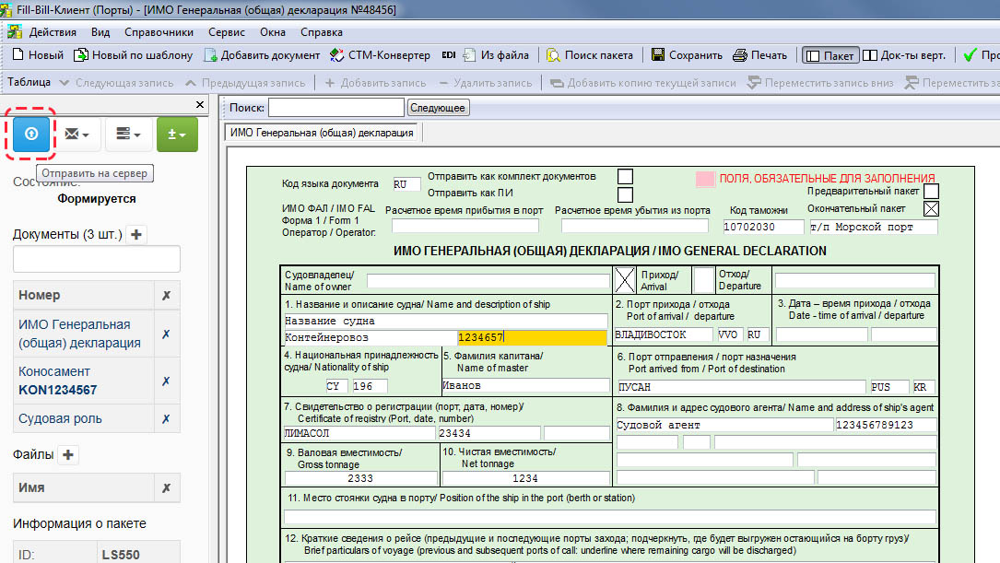 Fill-Bill-Клиент (Порты) - [ИМО Генеральная (общая) декларация №48456]
Действия Вид Справочники Сервис Окна Справка
Новый Новый по шаблону Добавить документ СТМ-Конвертер EDI Из файла Поиск пакета Сохранить Печать Пакет Док-ты верт.
Таблица Следующая запись Предыдущая запись Добавить запись Удалить запись Добавить копию текущей записи Переместить запись вниз Переместить
Поиск: Следующее
ИМО Генеральная (общая) декларация
Отправить на сервер
Состояние:
Формируется
Документы (3 шт.)
Номер ✗
ИМО Генеральная
(общая) декларация ✗
Коносамент
KON1234567 ✗
Судовая роль ✗
Файлы
Имя ✗
Информация о пакете
ID: LS550
Код языка документа RU
Отправить как комплект документов
Отправить как ПИ
ПОЛЯ, ОБЯЗАТЕЛЬНЫЕ ДЛЯ ЗАПОЛНЕНИЯ
Предварительный пакет
Окончательный пакет
ИМО ФАЛ / IMO FAL
Форма 1 / Form 1
Оператор / Operator:
Расчетное время прибытия в порт
Расчетное время убытия из порта
Код таможни
10702030 т/п Морской порт
ИМО ГЕНЕРАЛЬНАЯ (ОБЩАЯ) ДЕКЛАРАЦИЯ / IMO GENERAL DECLARATION
Судовладелец/
Name of owner
Приход/
Arrival
Отход/
Departure
1. Название и описание судна/ Name and description of ship
Название судна
Контейнеровоз 1234657
2. Порт прихода / отхода
Port of arrival / departure
ВЛАДИВОСТОК VVO RU
3. Дата – время прихода / отхода
Date - time of arrival / departure
4. Национальная принадлежность
судна/ Nationality of ship
CY 196
5. Фамилия капитана/
Name of master
Иванов
6. Порт отправления / порт назначения
Port arrived from / Port of destination
ПУСАН PUS KR
7. Свидетельство о регистрации (порт, дата, номер)/
Certificate of registry (Port, date, number)
ЛИМАСОЛ 23434
8. Фамилия и адрес судового агента/ Name and address of ship's agent
Судовой агент 123456789123
9. Валовая вместимость/
Gross tonnage
2333
10. Чистая вместимость/
Net tonnage
1234
11. Место стоянки судна в порту/ Position of the ship in the port (berth or station)
12. Краткие сведения о рейсе (предыдущие и последующие порты захода; подчеркнуть, где будет выгружен остающийся на борту груз)/
Brief particulars of voyage (previous and subsequent ports of call: underline where remaining cargo will be discharged)